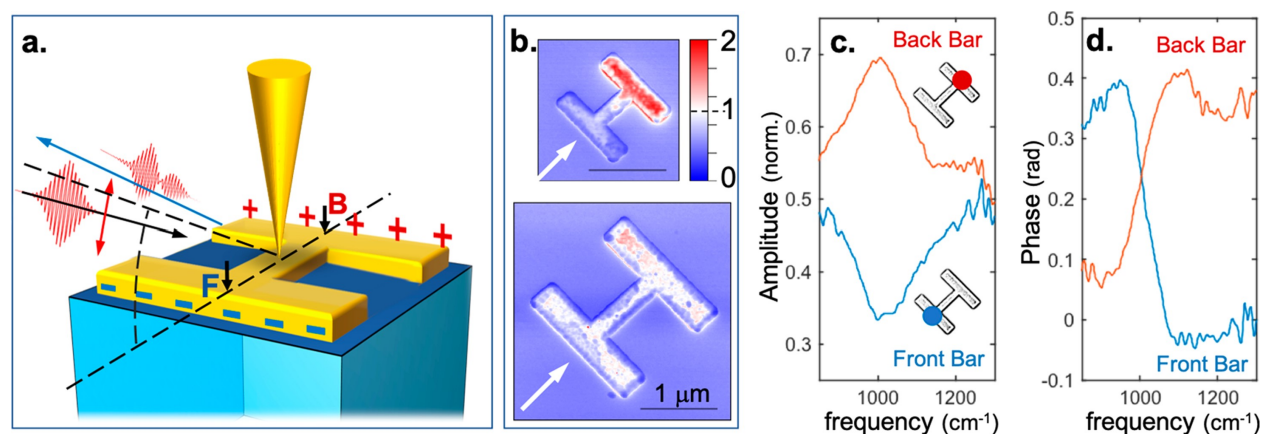 a.
+ + + + +
B
F
b.
2
1
0
1 μm
c.
Back Bar
0.7
0.6
0.5
0.4
0.3
Amplitude (norm.)
Front Bar
1000 1200
frequency (cm-1)
d.
Back Bar
0.5
0.4
0.3
0.2
0.1
0
-0.1
Phase (rad)
Front Bar
1000 1200
frequency (cm-1)